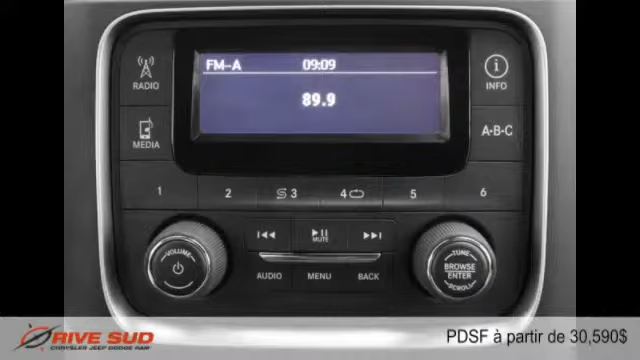 FM-A 09:09
89.9
RADIO
INFO
MEDIA
A-B-C
1 2 3 4 5 6
MUTE
VOLUME
AUDIO MENU BACK
TUNE
BROWSE
ENTER
SCROLL
RIVE SUD
CHRYSLER JEEP DODGE RAM
PDSF à partir de 30,590$